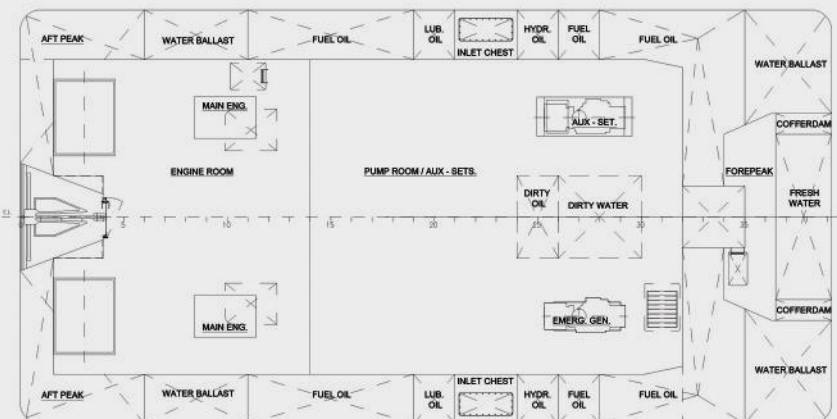 AFT PEAK
WATER BALLAST
FUEL OIL
LUB.
OIL
INLET CHEST
HYDR.
OIL
FUEL
OIL
FUEL OIL
WATER BALLAST
MAIN ENG.
AUX - SET.
COFFERDAM
ENGINE ROOM
PUMP ROOM / AUX - SETS.
FOREPEAK
DIRTY
OIL
DIRTY WATER
FRESH
WATER
0
5
10
15
20
25
30
35
MAIN ENG.
EMERG. GEN.
COFFERDAM
WATER BALLAST
AFT PEAK
WATER BALLAST
FUEL OIL
LUB.
OIL
INLET CHEST
HYDR.
OIL
FUEL
OIL
FUEL OIL